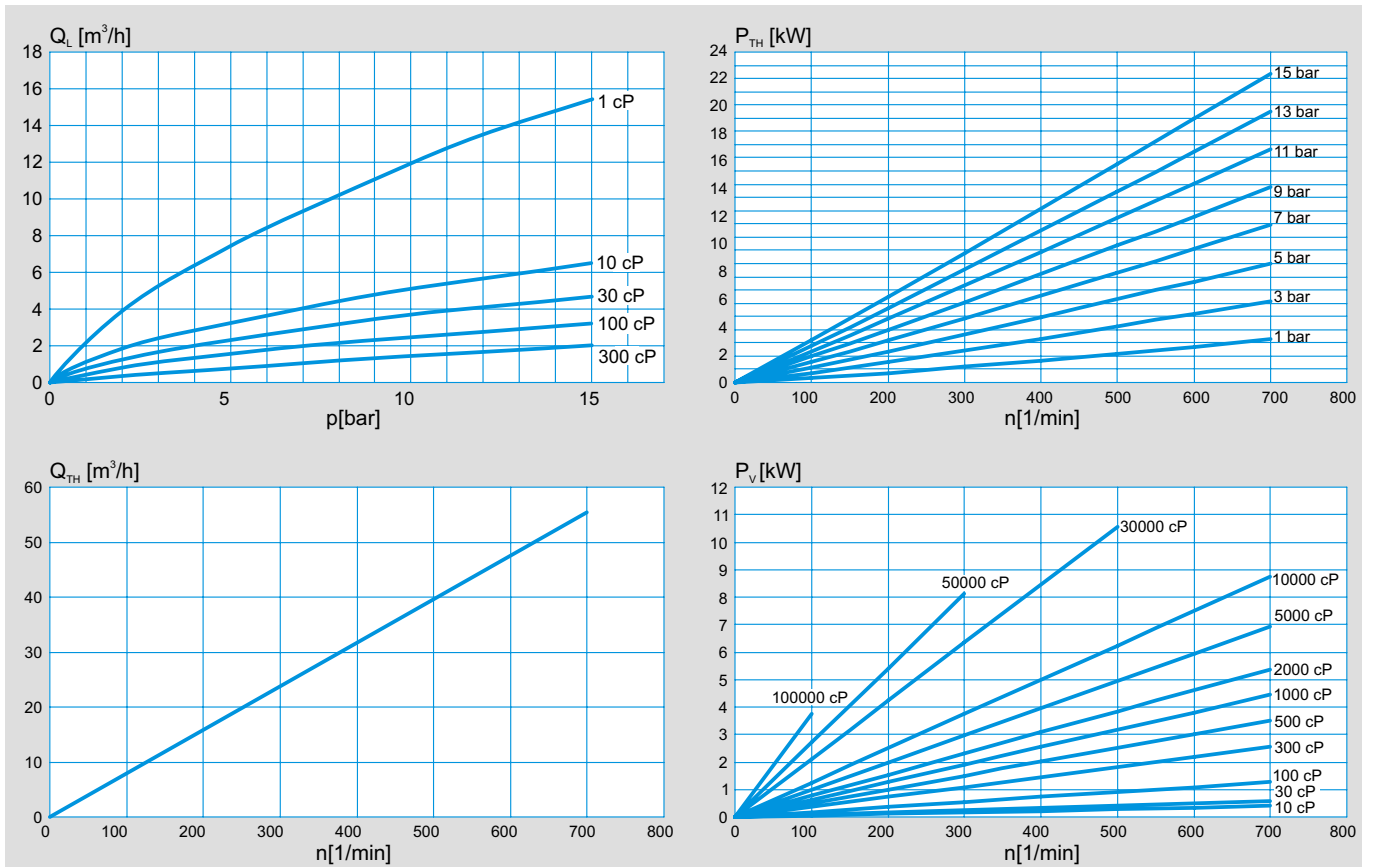 Q_L [m³/h]
18
16
14
12
10
8
6
4
2
0
1 cP
10 cP
30 cP
100 cP
300 cP
0 5 10 15
p[bar]
P_TH [kW]
24
22
20
18
16
14
12
10
8
6
4
2
0
15 bar
13 bar
11 bar
9 bar
7 bar
5 bar
3 bar
1 bar
0 100 200 300 400 500 600 700 800
n[1/min]
Q_TH [m³/h]
60
50
40
30
20
10
0
0 100 200 300 400 500 600 700 800
n[1/min]
P_V [kW]
12
11
10
9
8
7
6
5
4
3
2
1
0
30000 cP
50000 cP
10000 cP
5000 cP
100000 cP
2000 cP
1000 cP
500 cP
300 cP
100 cP
30 cP
10 cP
0 100 200 300 400 500 600 700 800
n[1/min]